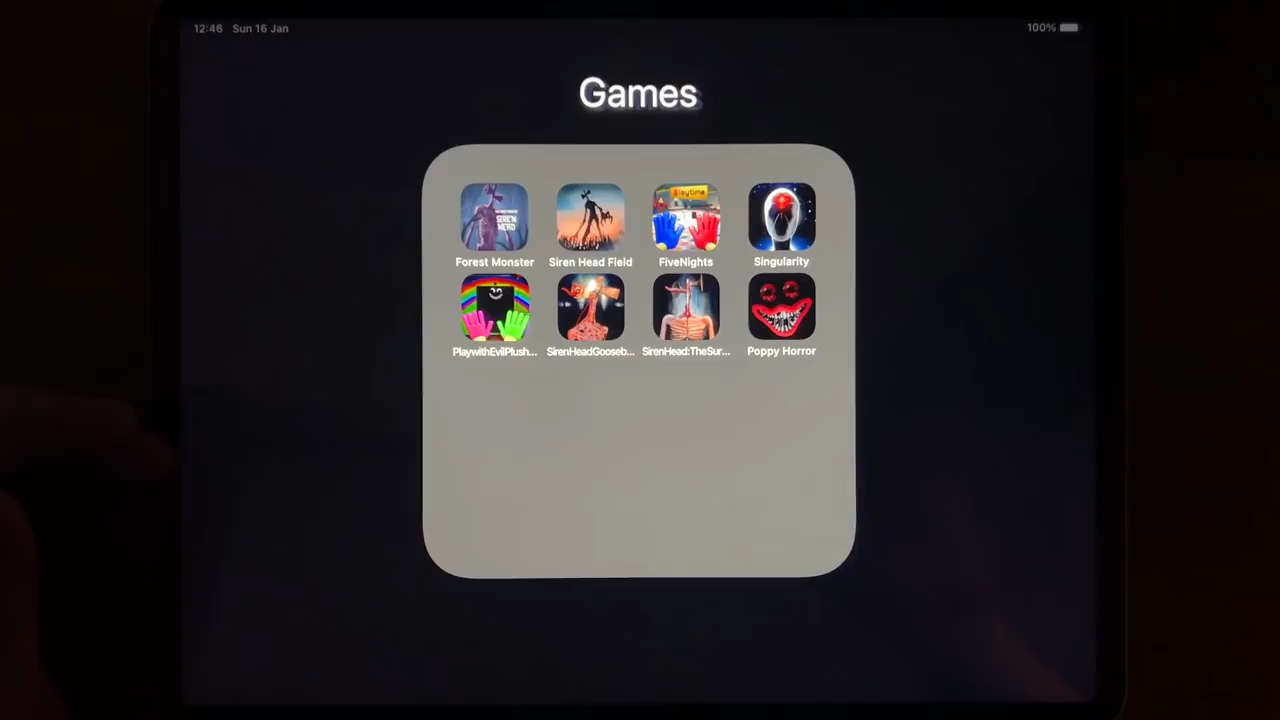 12:46 Sun 16 Jan
100%
Games
Playtime
SIREN
HEAD
Forest Monster
Siren Head Field
FiveNights
Singularity
PlaywithEvilPlush...
SirenHeadGooseb...
SirenHead:TheSur...
Poppy Horror